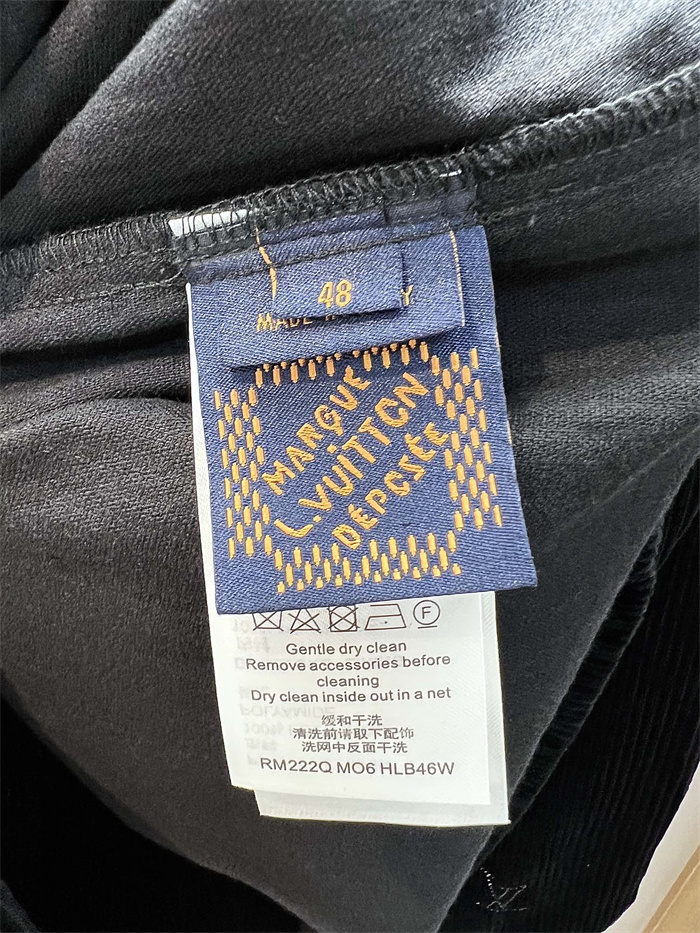 48
MADE
Y
MARQUE
L.VUITTON
DÉPOSÉE
F
Gentle dry clean
Remove accessories before
cleaning
Dry clean inside out in a net
缓和干洗
清洗前请取下配饰
洗网中反面干洗
RM222Q MO6 HLB46W
LV